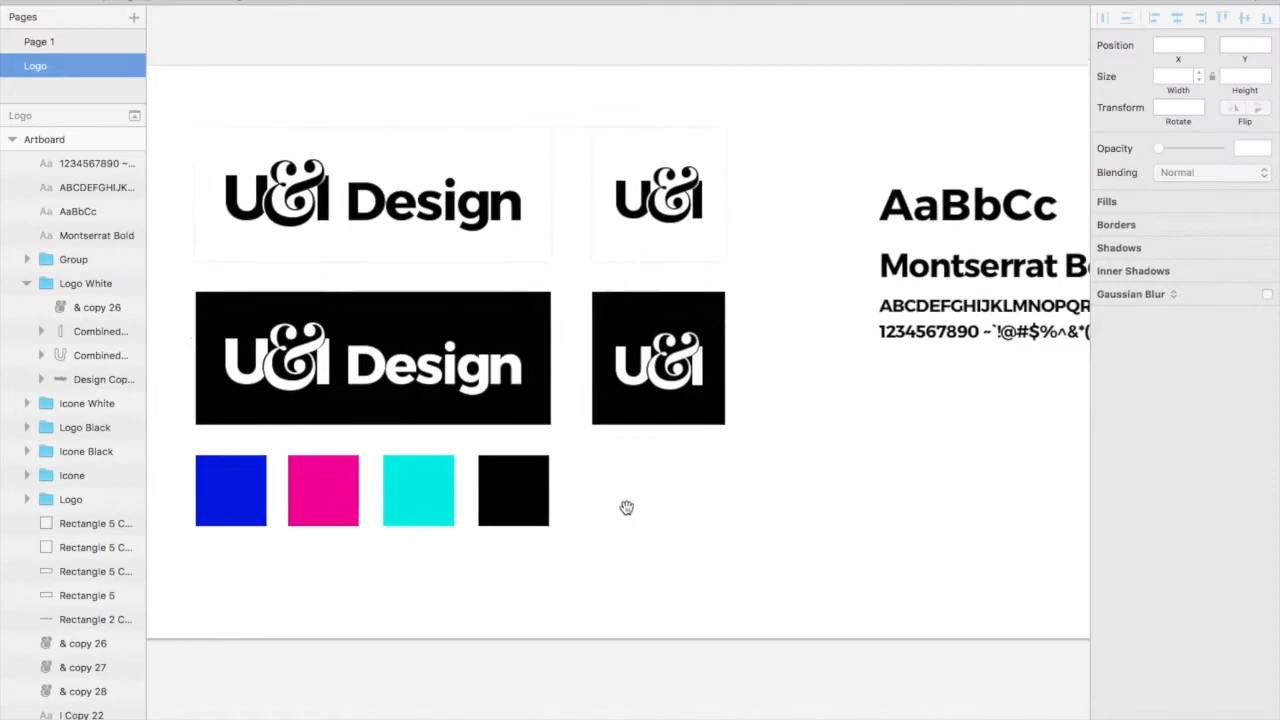 Pages
Page 1
Logo
Logo
Artboard
1234567890 ~...
ABCDEFGHIJK...
AaBbCc
Montserrat Bold
Group
Logo White
& copy 26
Combined...
Combined...
Design Cop...
Icone White
Logo Black
Icone Black
Icone
Logo
Rectangle 5 C...
Rectangle 5 C...
Rectangle 5 C...
Rectangle 5
Rectangle 2 C...
& copy 26
& copy 27
& copy 28
I Copy 22
U&I Design
U&I
U&I Design
U&I
AaBbCc
Montserrat Bo
ABCDEFGHIJKLMNOPQR
1234567890 ~`!@#$%^&*(
Position
X
Y
Size
Width
Height
Transform
Rotate
Flip
Opacity
Blending
Normal
Fills
Borders
Shadows
Inner Shadows
Gaussian Blur